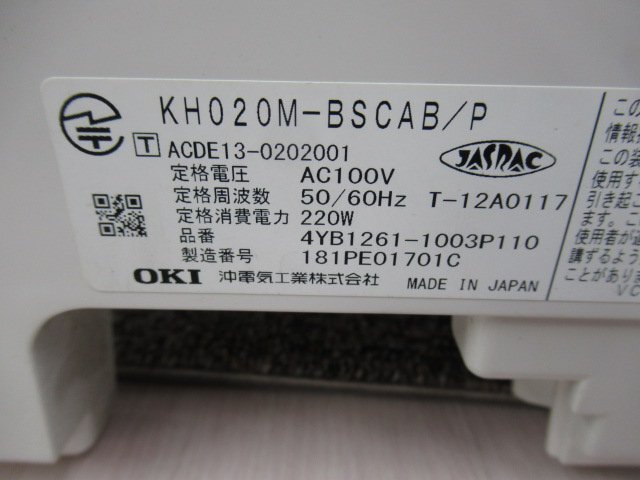 KH020M-BSCAB/P
T ACDE13-0202001
JASRAC
定格電圧 AC100V
定格周波数 50/60Hz T-12A0117
定格消費電力 220W
品番 4YB1261-1003P110
製造番号 181PE01701C
OKI 沖電気工業株式会社 MADE IN JAPAN
この
情報
この装
使用す
引き起こ
ます。こ
使用者が
講ずるよう
ことがあり
VC